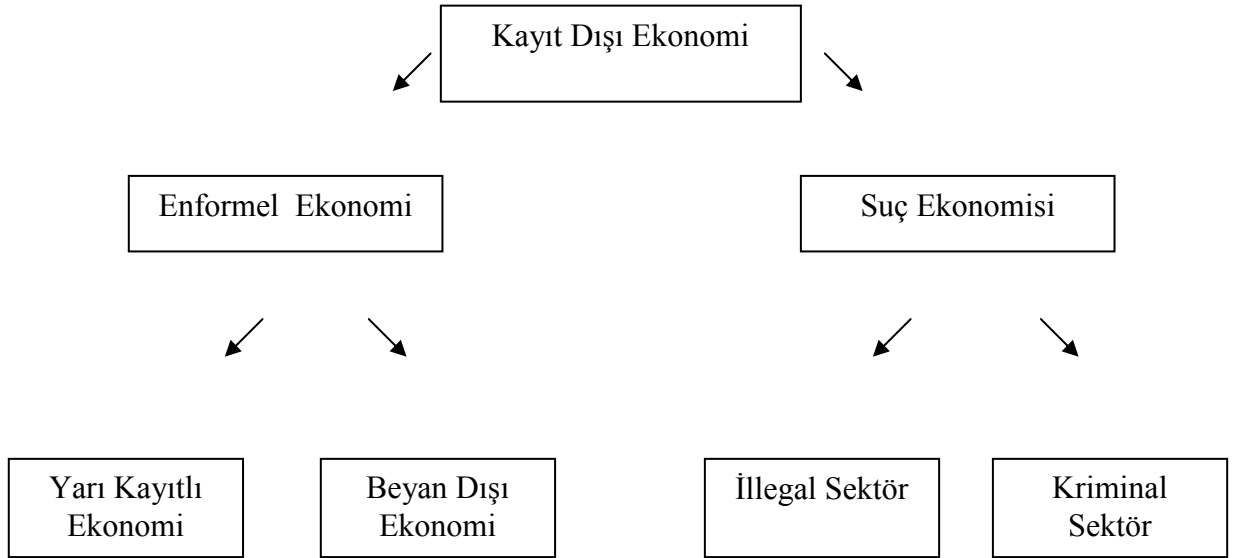 Kayıt Dışı Ekonomi
Enformel Ekonomi
Suç Ekonomisi
Yarı Kayıtlı
Ekonomi
Beyan Dışı
Ekonomi
İllegal Sektör
Kriminal
Sektör